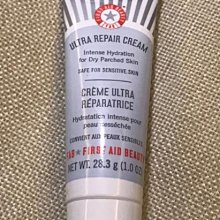 ULTRA REPAIR CREAM
Intense Hydration
for Dry Parched Skin
SAFE FOR SENSITIVE SKIN
CRÈME ULTRA
RÉPARATRICE
Hydratation intense pour
peau desséchée
CONVIENT AUX PEAUX SENSIBLES
FIRST AID BEAUTY
NET WT. 28.3 g (1.0 OZ